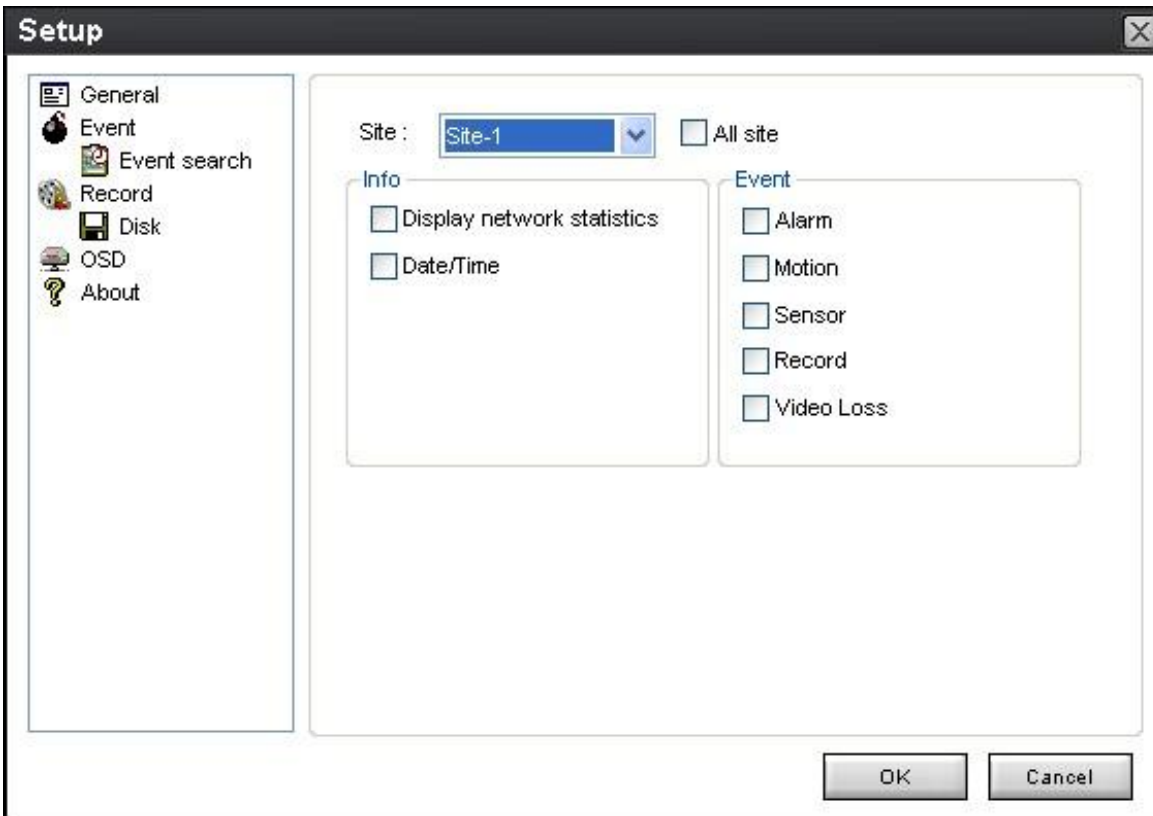 Setup
General
Event
Event search
Record
Disk
OSD
About
Site :
Site-1
All site
Info
Display network statistics
Date/Time
Event
Alarm
Motion
Sensor
Record
Video Loss
OK
Cancel